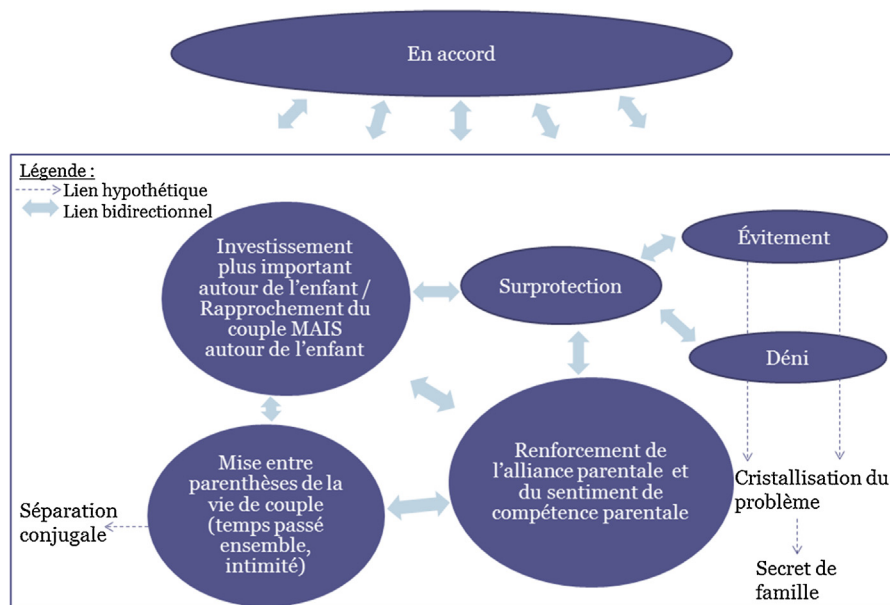 En accord
Légende :
Lien hypothétique
Lien bidirectionnel
Investissement
plus important
autour de l’enfant /
Rapprochement du
couple MAIS
autour de l’enfant
Surprotection
Évitement
Déni
Mise entre
parenthèses de la
vie de couple
(temps passé
ensemble,
intimité)
Renforcement de
l’alliance parentale et
du sentiment de
compétence parentale
Séparation
conjugale
Cristallisation du
problème
Secret de
famille